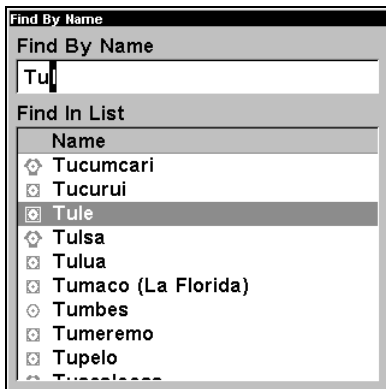 Find By Name
Find By Name
Tul
Find In List
Name
Tucumcari
Tucurui
Tule
Tulsa
Tulua
Tumaco (La Florida)
Tumbes
Tumeremo
Tupelo